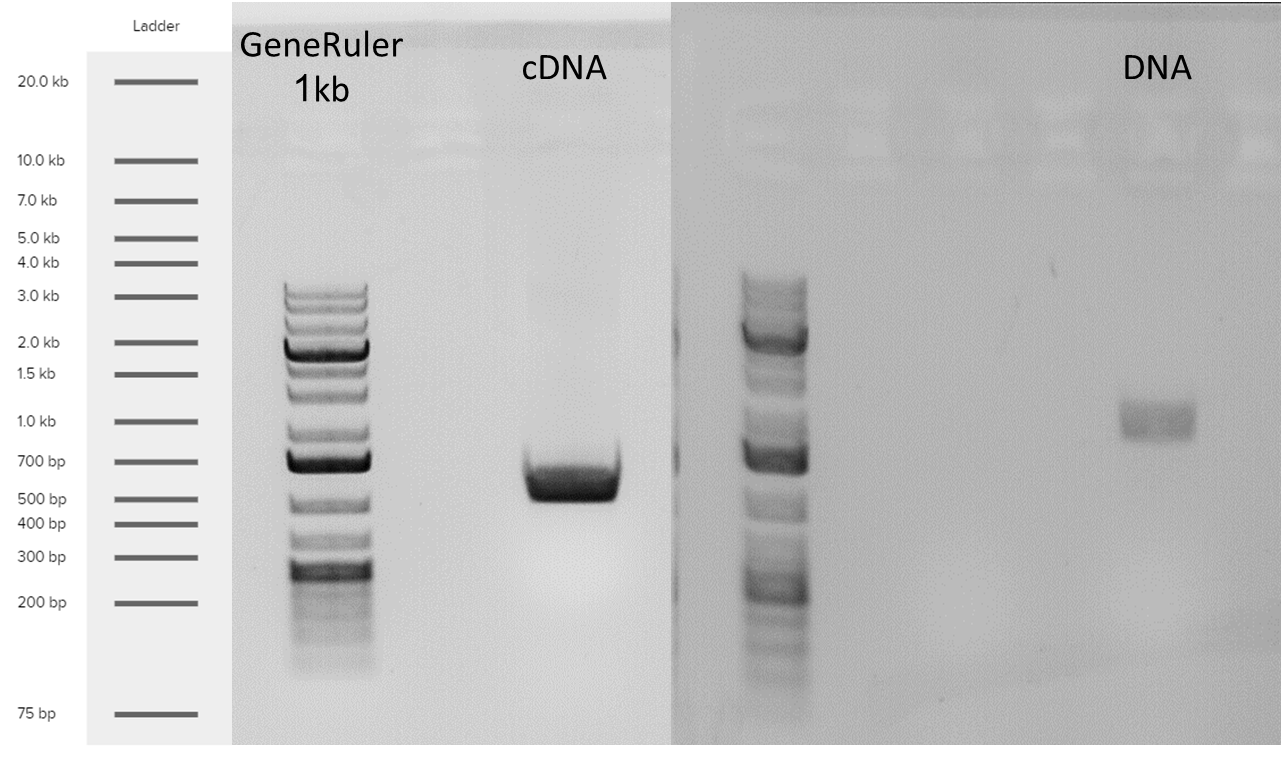 Ladder
GeneRuler
1kb
cDNA
DNA
20.0 kb
10.0 kb
7.0 kb
5.0 kb
4.0 kb
3.0 kb
2.0 kb
1.5 kb
1.0 kb
700 bp
500 bp
400 bp
300 bp
200 bp
75 bp